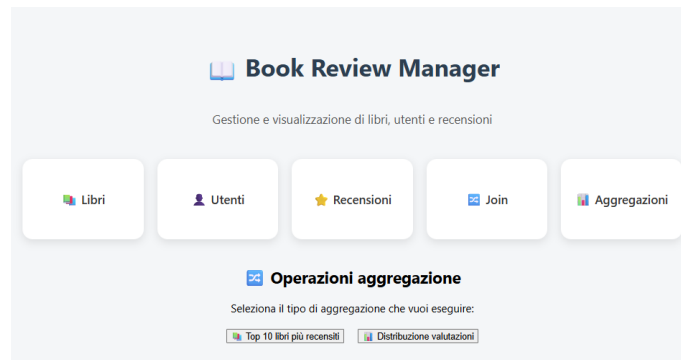 📖 Book Review Manager
Gestione e visualizzazione di libri, utenti e recensioni
📚 Libri
👤 Utenti
⭐ Recensioni
🔀 Join
📊 Aggregazioni
🔀 Operazioni aggregazione
Seleziona il tipo di aggregazione che vuoi eseguire:
📚 Top 10 libri più recensiti
📊 Distribuzione valutazioni